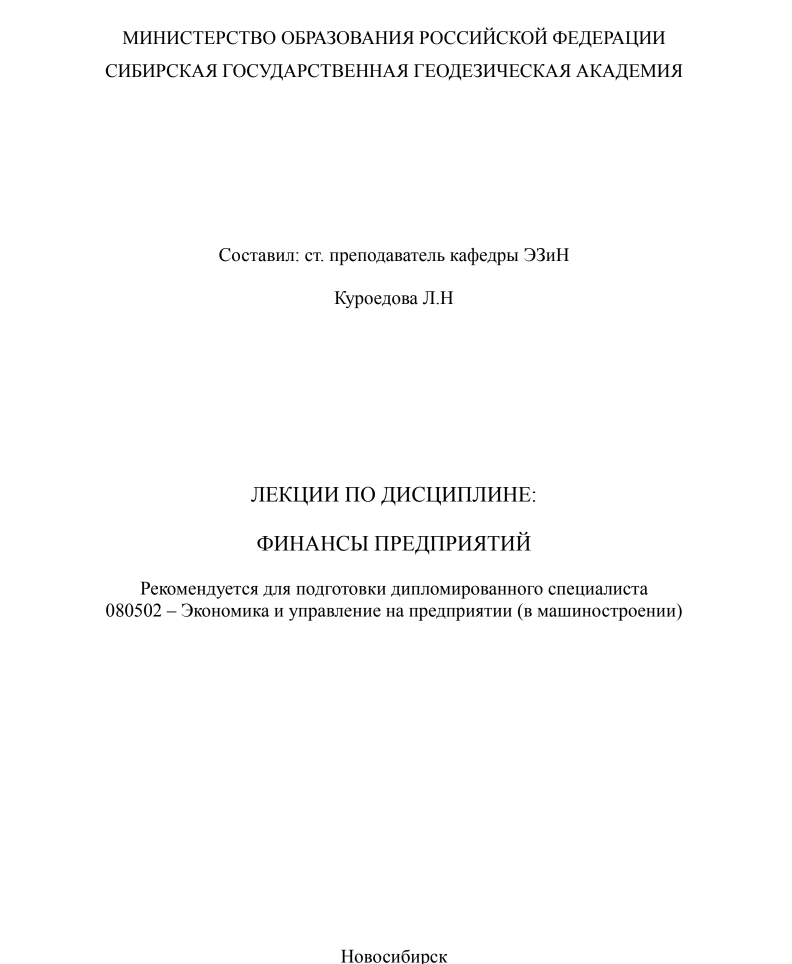 МИНИСТЕРСТВО ОБРАЗОВАНИЯ РОССИЙСКОЙ ФЕДЕРАЦИИ
СИБИРСКАЯ ГОСУДАРСТВЕННАЯ ГЕОДЕЗИЧЕСКАЯ АКАДЕМИЯ
Составил: ст. преподаватель кафедры ЭЗиН
Куроедова Л.Н
ЛЕКЦИИ ПО ДИСЦИПЛИНЕ:
ФИНАНСЫ ПРЕДПРИЯТИЙ
Рекомендуется для подготовки дипломированного специалиста
080502 – Экономика и управление на предприятии (в машиностроении)
Новосибирск